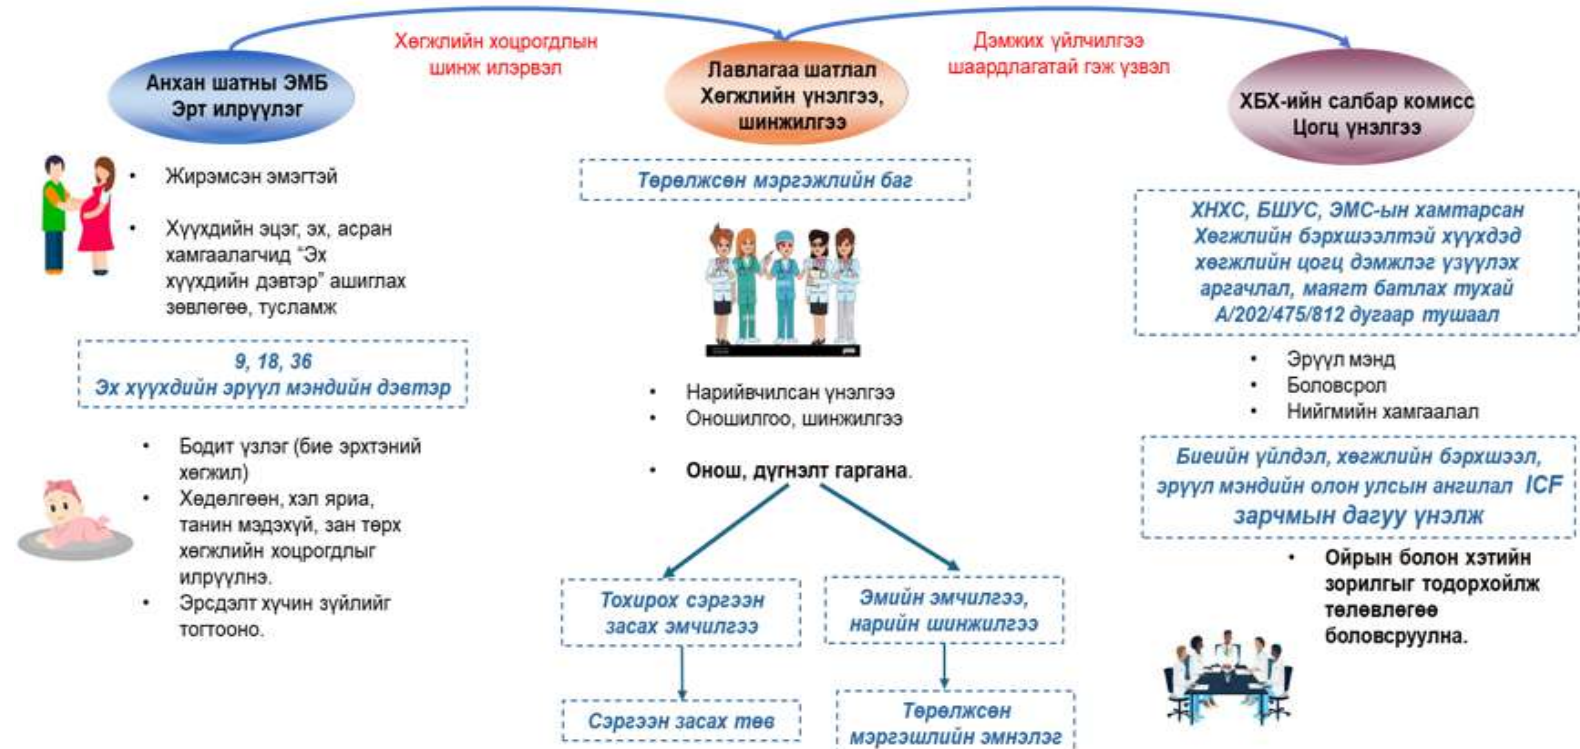 Хөгжлийн хоцрогдлын
шинж илэрвэл
Дэмжих үйлчилгээ
шаардлагатай гэж үзвэл
Анхан шатны ЭМБ
Эрт илрүүлэг
Лавлагаа шатлал
Хөгжлийн үнэлгээ,
шинжилгээ
ХБХ-ийн салбар комисс
Цогц үнэлгээ
• Жирэмсэн эмэгтэй
• Хүүхдийн эцэг, эх, асран
хамгаалагчид “Эх
хүүхдийн дэвтэр” ашиглах
зөвлөгөө, тусламж
9, 18, 36
Эх хүүхдийн эрүүл мэндийн дэвтэр
• Бодит үзлэг (бие эрхтэний
хөгжил)
• Хөдөлгөөн, хэл яриа,
танин мэдэхүй, зан төрх
хөгжлийн хоцрогдлыг
илрүүлнэ.
• Эрсдэлт хүчин зүйлийг
тогтооно.
Төрөлжсөн мэргэжлийн баг
• Нарийвчилсан үнэлгээ
• Оношилгоо, шинжилгээ
• Онош, дүгнэлт гаргана.
Тохирох сэргээн
засах эмчилгээ
Сэргээн засах төв
Эмийн эмчилгээ,
нарийн шинжилгээ
Төрөлжсөн
мэргэшлийн эмнэлэг
ХНХС, БШУС, ЭМС-ын хамтарсан
Хөгжлийн бэрхшээлтэй хүүхдэд
хөгжлийн цогц дэмжлэг үзүүлэх
аргачлал, маягт батлах тухай
А/202/475/812 дугаар тушаал
• Эрүүл мэнд
• Боловсрол
• Нийгмийн хамгаалал
Биеийн үйлдэл, хөгжлийн бэрхшээл,
эрүүл мэндийн олон улсын ангилал ICF
зарчмын дагуу үнэлж
• Ойрын болон хэтийн
зорилгыг тодорхойлж
төлөвлөгөө
боловсруулна.